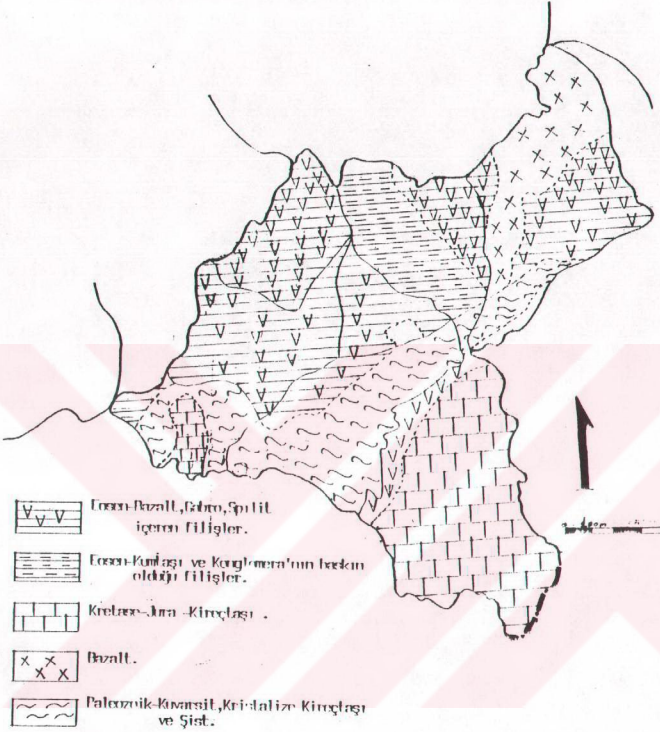 Eosen-Bazalt, Gabro, Spilit
içeren filişler.
Eosen-Kumtaşı ve Konglomera'nın baskın
olduğu filişler.
Kretase-Jura -Kireçtaşı .
Bazalt.
Paleozoik-Kuvarsit, Kristalize Kireçtaşı
ve Şist.